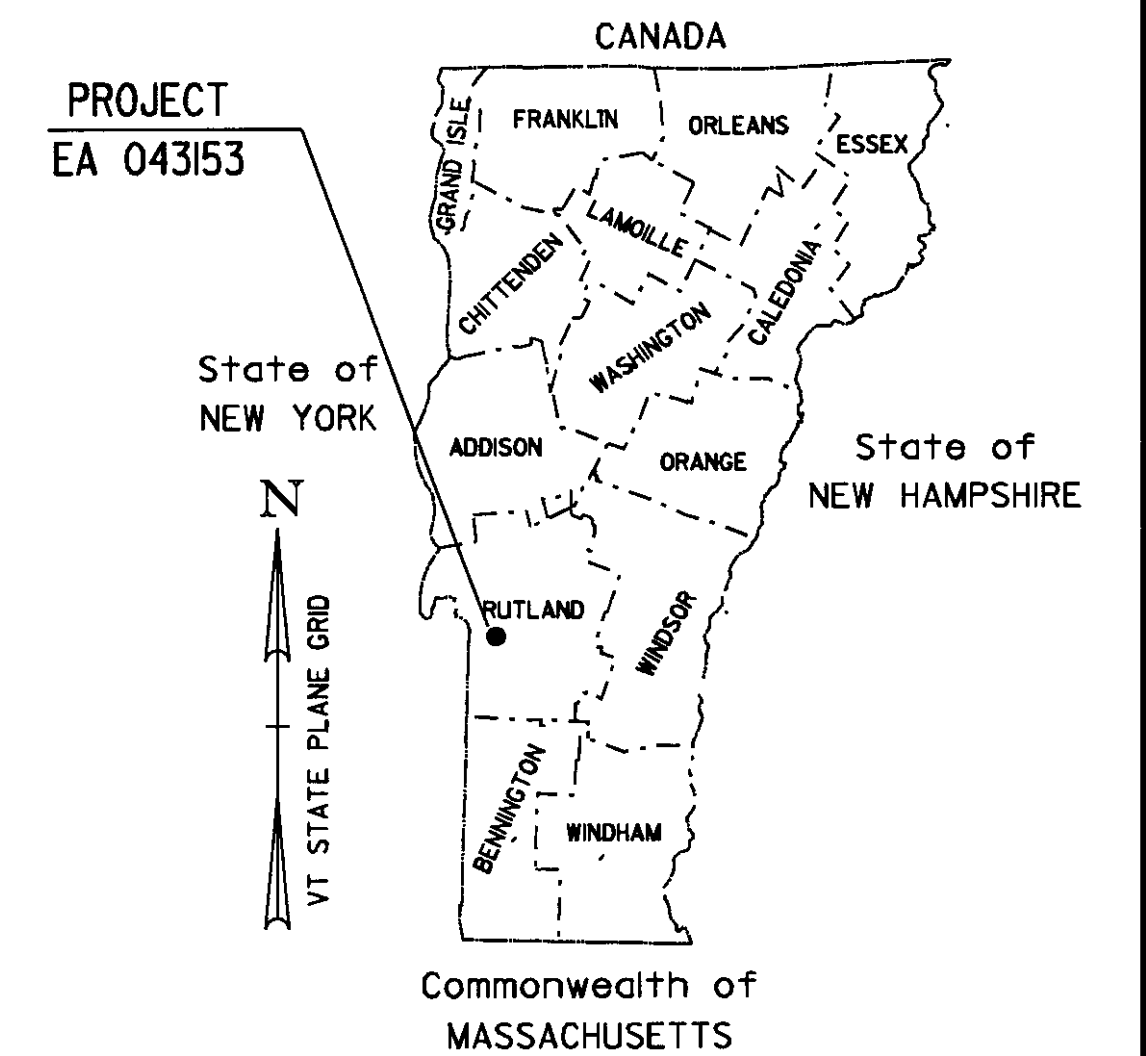 CANADA
PROJECT
EA 043153
GRAND ISLE
FRANKLIN
ORLEANS
ESSEX
LAMOILLE
CHITTENDEN
CALEDONIA
WASHINGTON
State of
NEW YORK
ADDISON
ORANGE
State of
NEW HAMPSHIRE
N
VT STATE PLANE GRID
RUTLAND
WINDSOR
BENNINGTON
WINDHAM
Commonwealth of
MASSACHUSETTS